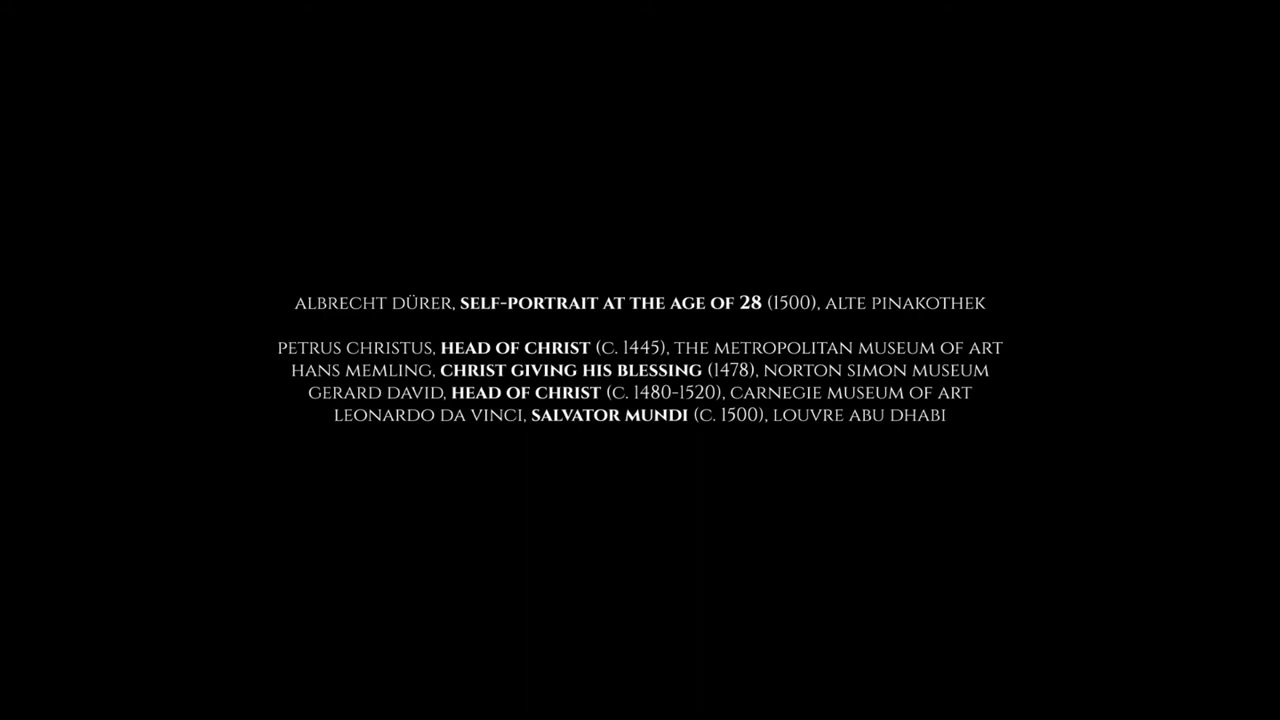 ALBRECHT DÜRER, SELF-PORTRAIT AT THE AGE OF 28 (1500), ALTE PINAKOTHEK
PETRUS CHRISTUS, HEAD OF CHRIST (C. 1445), THE METROPOLITAN MUSEUM OF ART
HANS MEMLING, CHRIST GIVING HIS BLESSING (1478), NORTON SIMON MUSEUM
GERARD DAVID, HEAD OF CHRIST (C. 1480-1520), CARNEGIE MUSEUM OF ART
LEONARDO DA VINCI, SALVATOR MUNDI (C. 1500), LOUVRE ABU DHABI